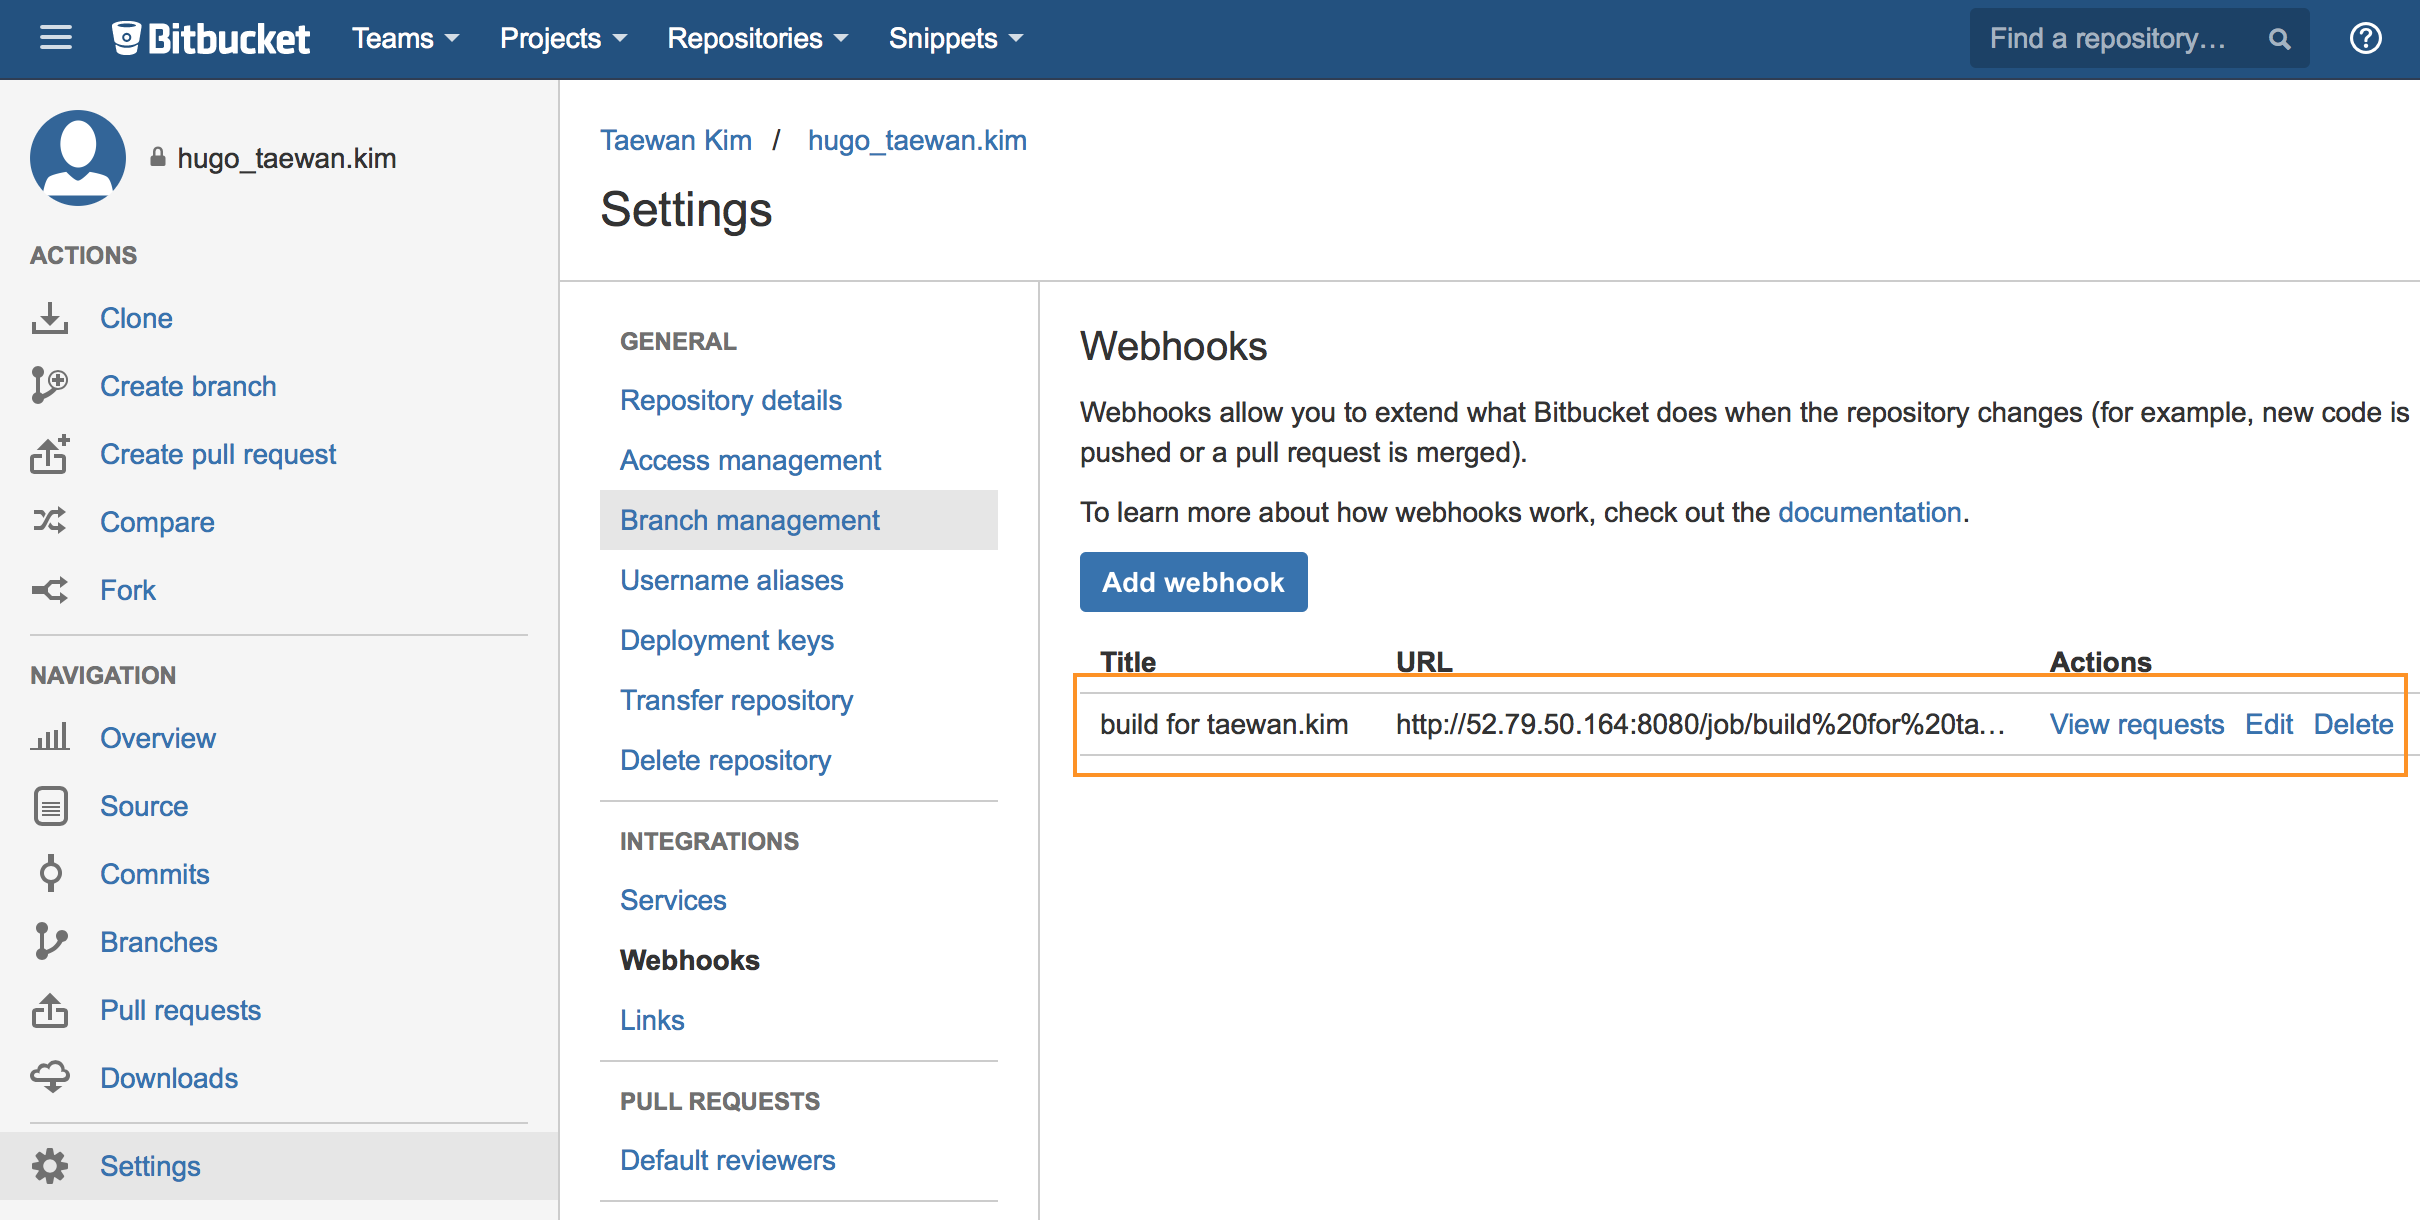 Bitbucket Teams Projects Repositories Snippets Find a repository...
hugo_taewan.kim
ACTIONS
Clone
Create branch
Create pull request
Compare
Fork
NAVIGATION
Overview
Source
Commits
Branches
Pull requests
Downloads
Settings
Taewan Kim / hugo_taewan.kim
Settings
GENERAL
Repository details
Access management
Branch management
Username aliases
Deployment keys
Transfer repository
Delete repository
INTEGRATIONS
Services
Webhooks
Links
PULL REQUESTS
Default reviewers
Webhooks
Webhooks allow you to extend what Bitbucket does when the repository changes (for example, new code is
pushed or a pull request is merged).
To learn more about how webhooks work, check out the documentation.
Add webhook
Title URL Actions
build for taewan.kim http://52.79.50.164:8080/job/build%20for%20ta... View requests Edit Delete